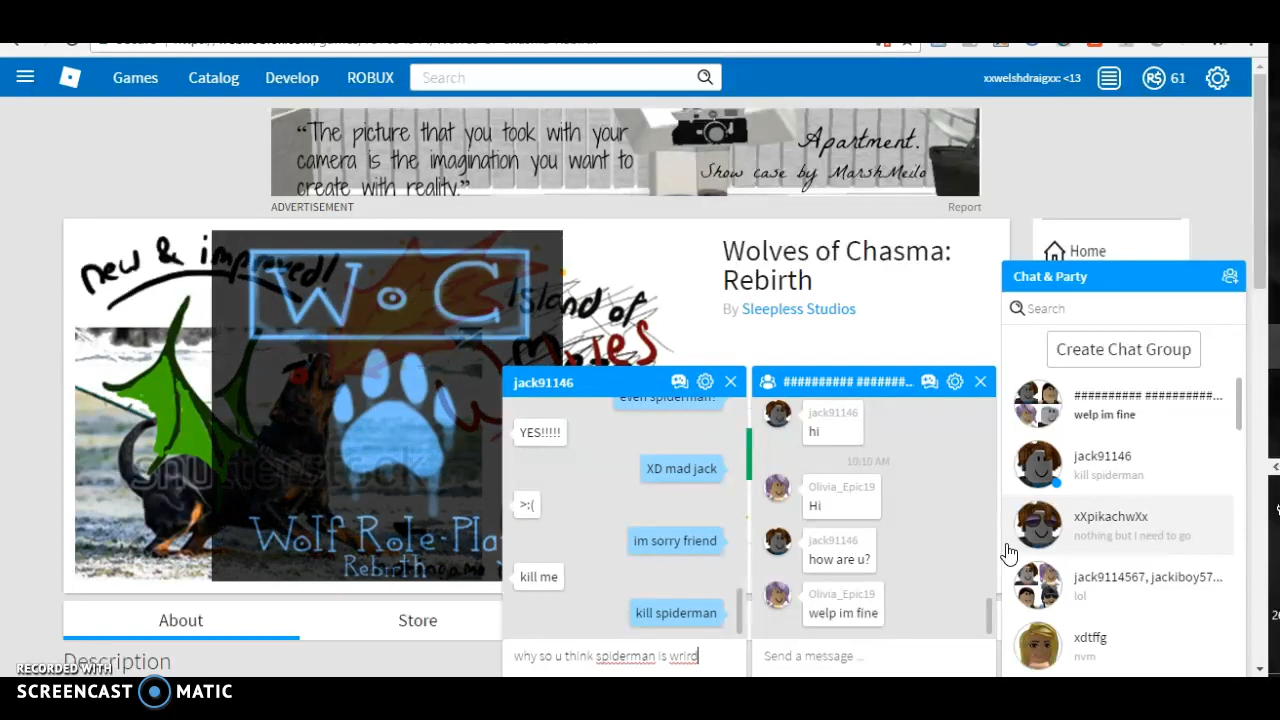 Games
Catalog
Develop
ROBUX
Search
xxwelshdraigxx: <13
R$ 61
“The picture that you took with your
camera is the imagination you want to
create with reality.”
Apartment.
Show case by MarshMeilo
ADVERTISEMENT
Report
new & improved!
W o C
Island of
Wolf Role-Pla
Rebirth
shutterstock
Wolves of Chasma:
Rebirth
By Sleepless Studios
Home
Chat & Party
Search
Create Chat Group
########## ##########...
welp im fine
jack91146
kill spiderman
xXpikachwXx
nothing but I need to go
jack9114567, jackiboy57...
lol
xdtffg
nvm
jack91146
even spiderman?
YES!!!!!
XD mad jack
>:(
im sorry friend
kill me
kill spiderman
why so u think spiderman is wrird
########## #######...
jack91146
hi
10:10 AM
Olivia_Epic19
Hi
jack91146
how are u?
Olivia_Epic19
welp im fine
Send a message ...
About
Store
Description
RECORDED WITH
SCREENCAST MATIC